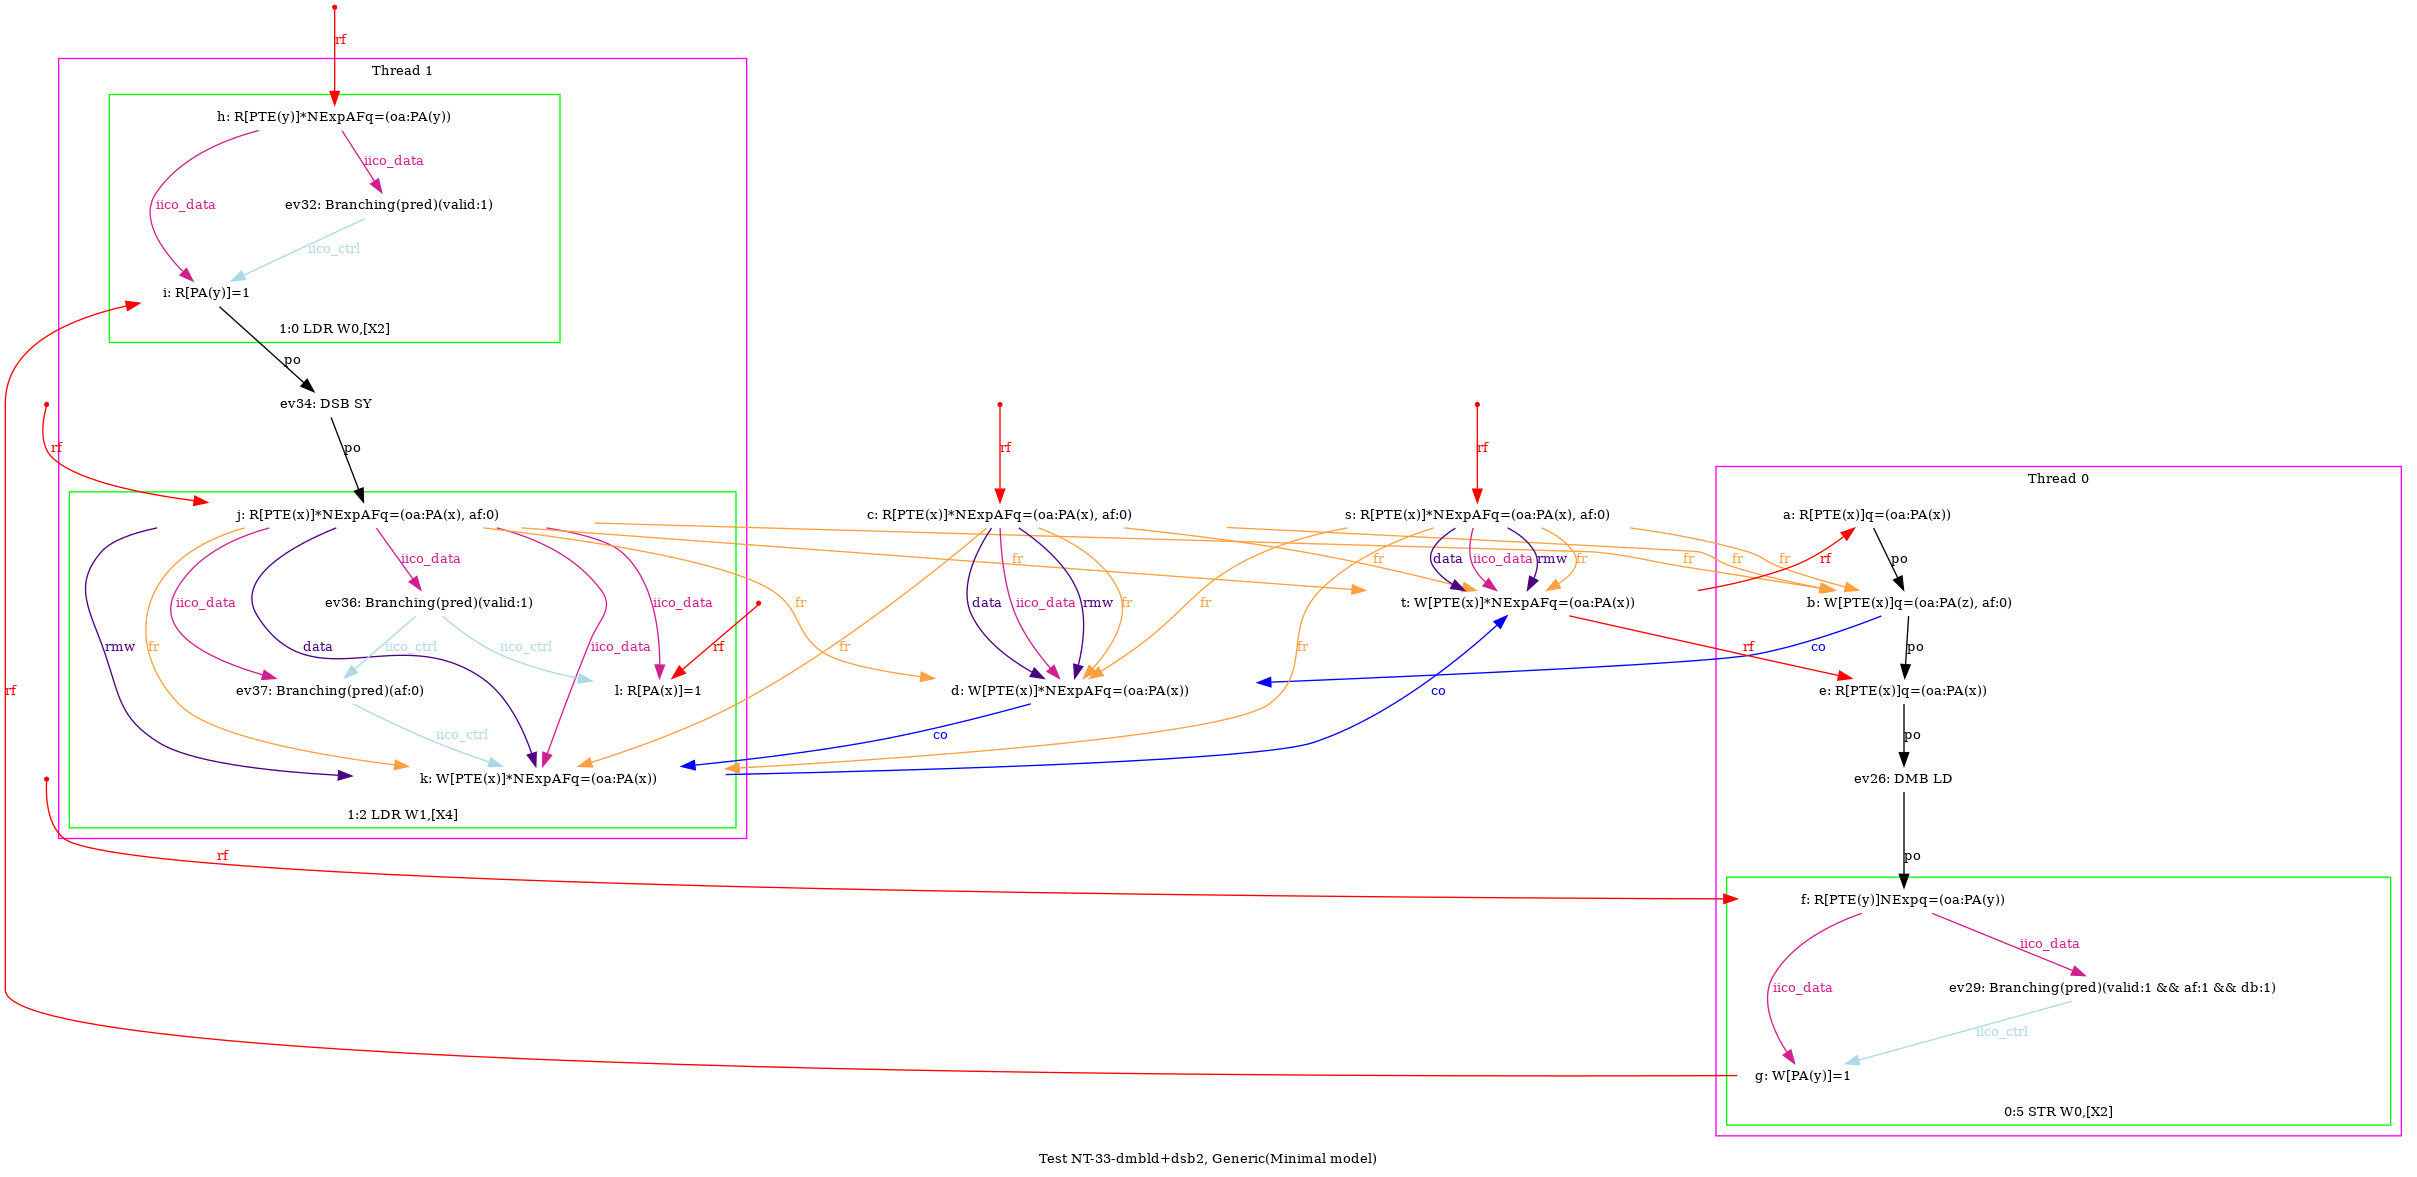 rf
Thread 1
h: R[PTE(y)]*NExpAFq=(oa:PA(y))
iico_data
iico_data
ev32: Branching(pred)(valid:1)
iico_ctrl
i: R[PA(y)]=1
1:0 LDR W0,[X2]
po
ev34: DSB SY
rf
po
rf
rf
Thread 0
j: R[PTE(x)]*NExpAFq=(oa:PA(x), af:0)
c: R[PTE(x)]*NExpAFq=(oa:PA(x), af:0)
s: R[PTE(x)]*NExpAFq=(oa:PA(x), af:0)
a: R[PTE(x)]q=(oa:PA(x))
iico_data
fr
fr
data
iico_data
rmw
fr
fr
fr
fr
rf
po
iico_data
ev36: Branching(pred)(valid:1)
iico_data
fr
data
iico_data
rmw
fr
fr
t: W[PTE(x)]*NExpAFq=(oa:PA(x))
b: W[PTE(x)]q=(oa:PA(z), af:0)
rmw
fr
data
iico_ctrl
iico_ctrl
iico_data
rf
fr
fr
rf
co
po
rf
ev37: Branching(pred)(af:0)
l: R[PA(x)]=1
d: W[PTE(x)]*NExpAFq=(oa:PA(x))
co
e: R[PTE(x)]q=(oa:PA(x))
iico_ctrl
co
po
k: W[PTE(x)]*NExpAFq=(oa:PA(x))
ev26: DMB LD
1:2 LDR W1,[X4]
rf
po
f: R[PTE(y)]NExpq=(oa:PA(y))
iico_data
iico_data
ev29: Branching(pred)(valid:1 && af:1 && db:1)
iico_ctrl
g: W[PA(y)]=1
0:5 STR W0,[X2]
Test NT-33-dmbld+dsb2, Generic(Minimal model)